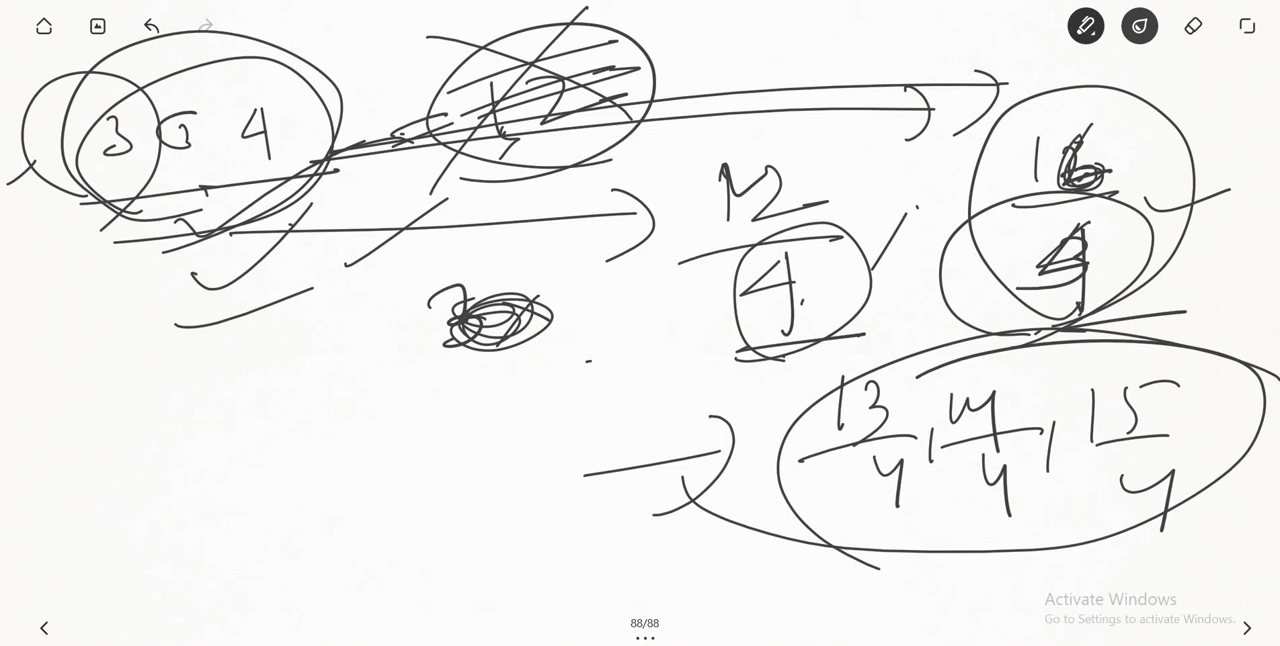 3 4
12
12
4
16
4
13/4, 14/4, 15/4
Activate Windows
Go to Settings to activate Windows.
88/88